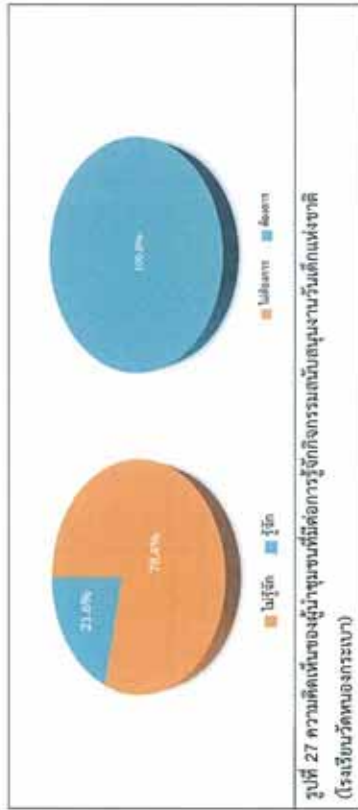 21.6%
78.4%
ไม่รู้จัก รู้จัก
100.0%
ไม่ต้องการ ต้องการ
รูปที่ 27 ความคิดเห็นของผู้นำชุมชนที่มีต่อการรู้จักกิจกรรมสนับสนุนงานวันเด็กแห่งชาติ
(โรงเรียนวัดหนองกระเบา)